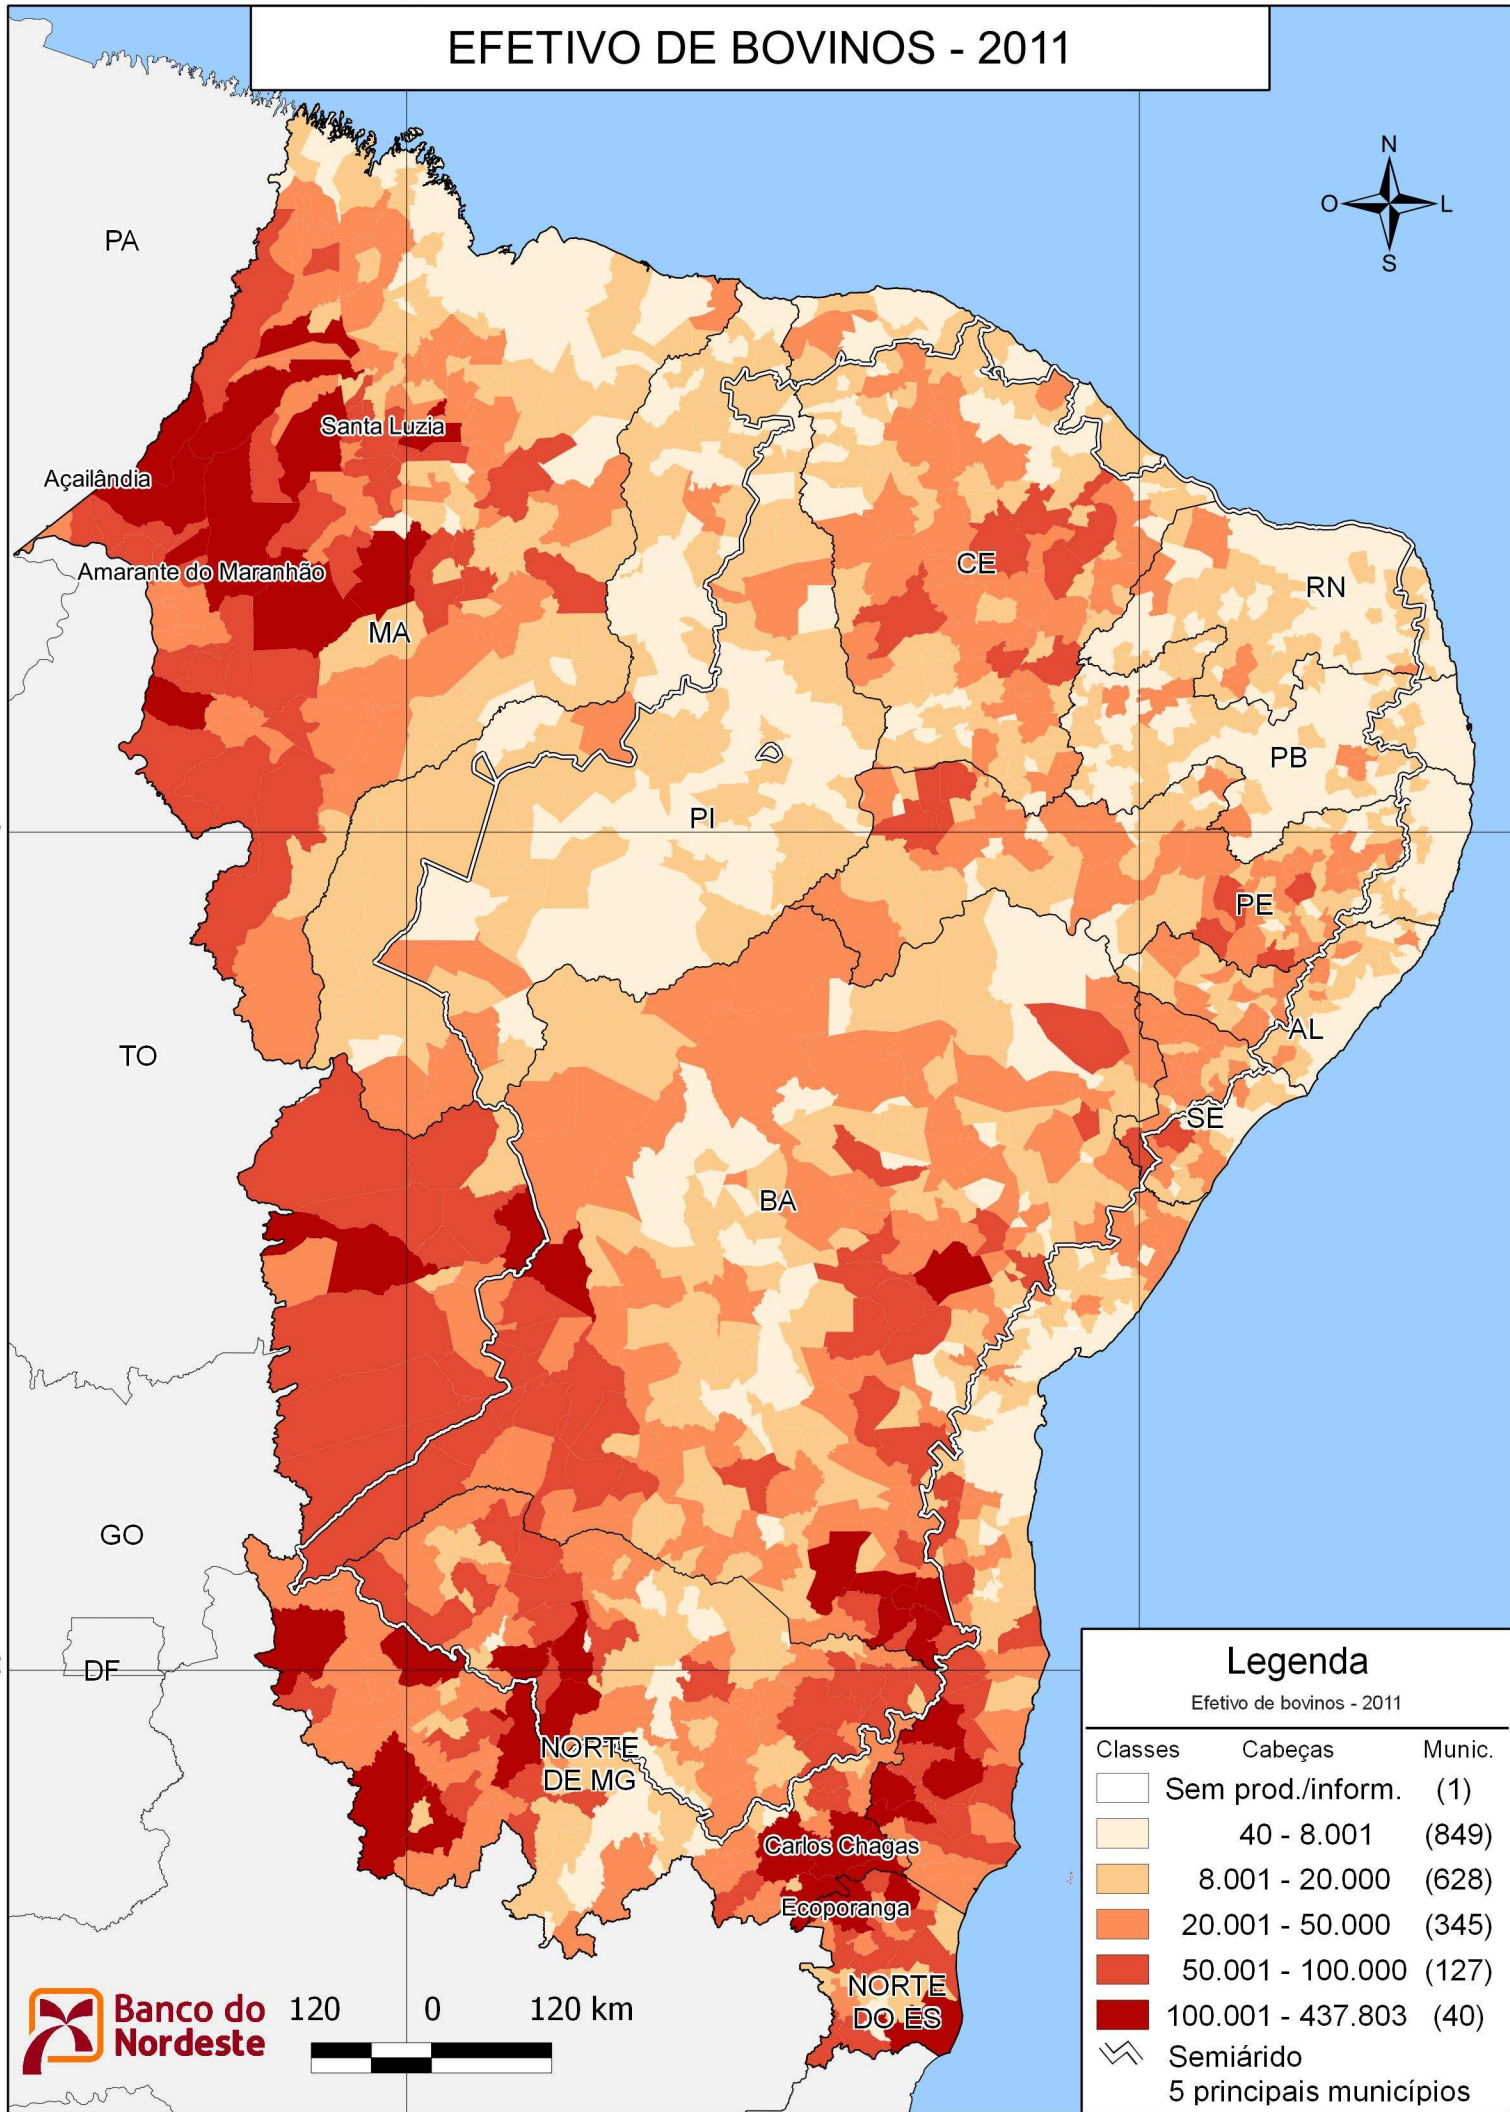 EFETIVO DE BOVINOS - 2011
N
O
L
S
PA
Santa Luzia
Açailândia
Amarante do Maranhão
MA
CE
RN
PB
PI
PE
AL
TO
SE
BA
GO
DF
NORTE
DE MG
Carlos Chagas
Ecoporanga
NORTE
DO ES
Legenda
Efetivo de bovinos - 2011
Classes Cabeças Munic.
Sem prod./inform. (1)
40 - 8.001 (849)
8.001 - 20.000 (628)
20.001 - 50.000 (345)
50.001 - 100.000 (127)
100.001 - 437.803 (40)
Semiárido
5 principais municípios
Banco do
Nordeste
120 0 120 km